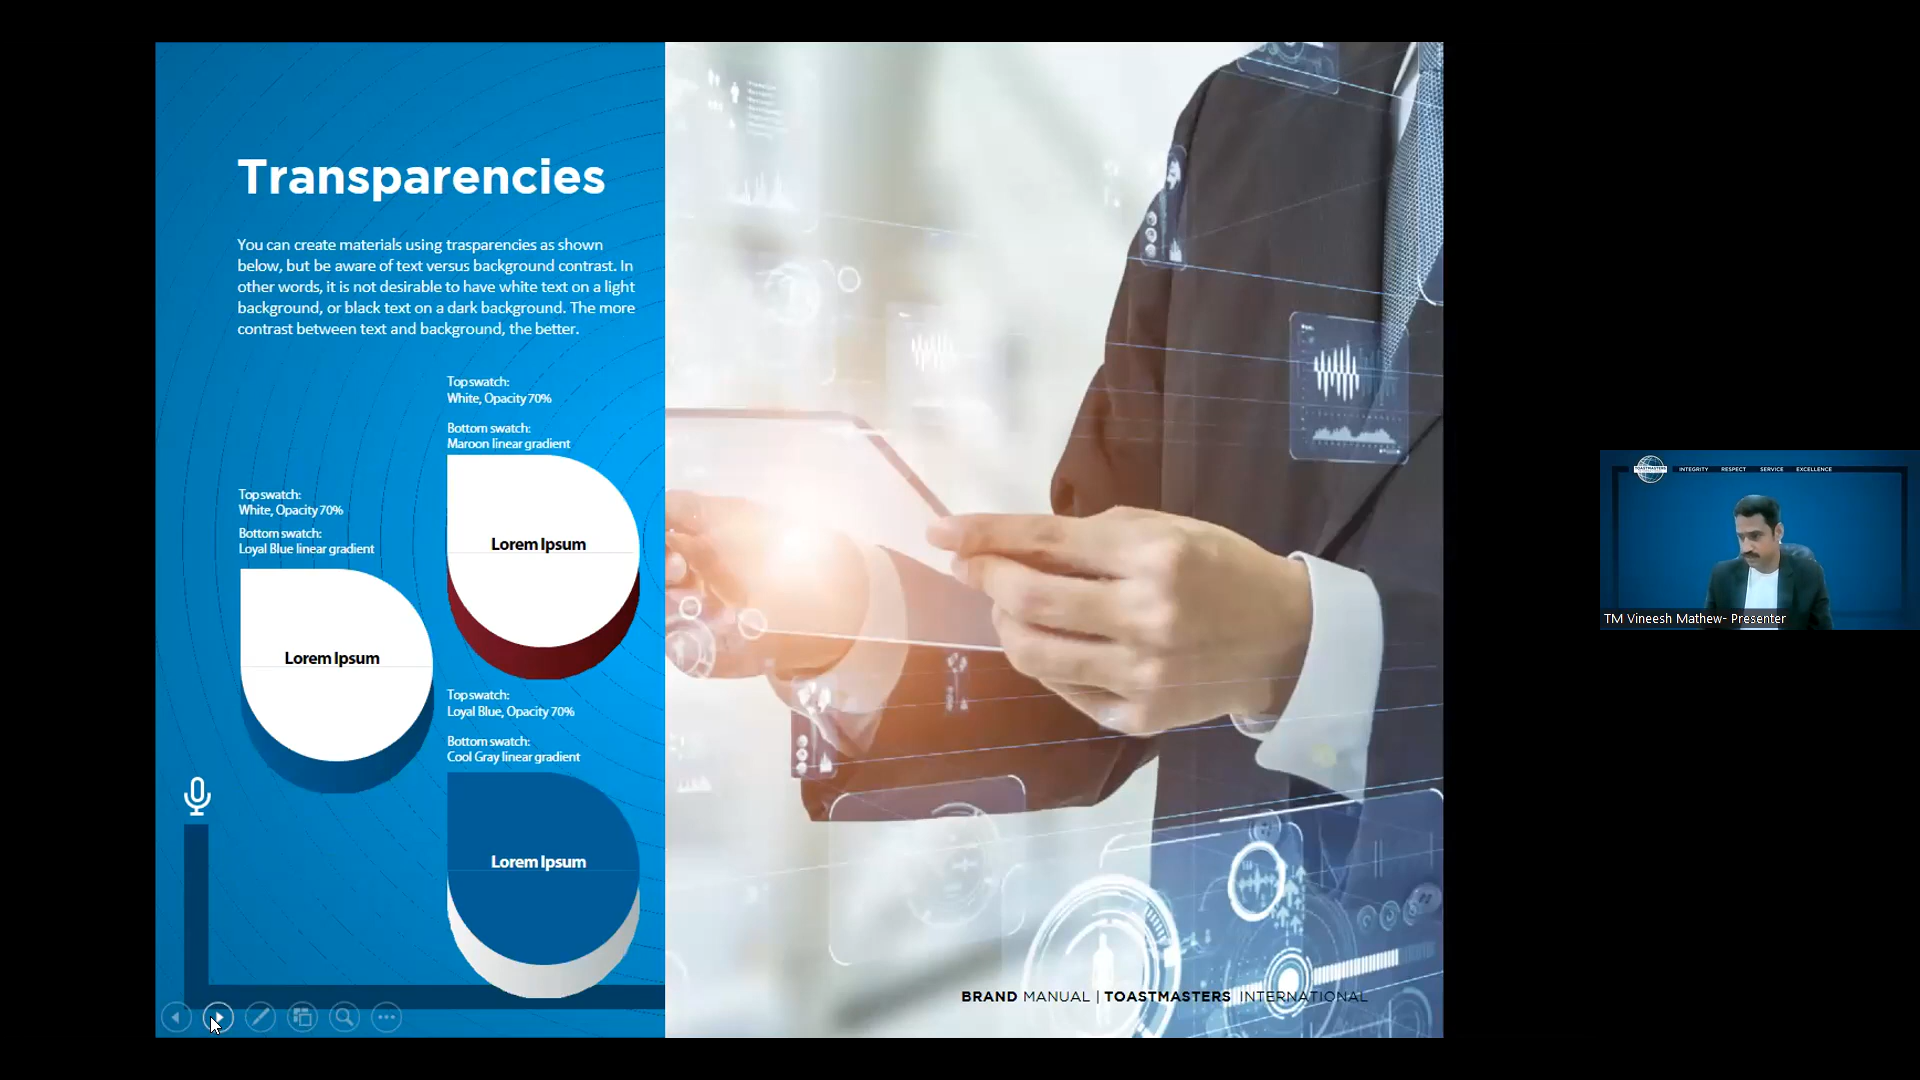 Transparencies
You can create materials using trasparencies as shown
below, but be aware of text versus background contrast. In
other words, it is not desirable to have white text on a light
background, or black text on a dark background. The more
contrast between text and background, the better.
Top swatch:
White, Opacity 70%
Bottom swatch:
Maroon linear gradient
Lorem Ipsum
Top swatch:
White, Opacity 70%
Bottom swatch:
Loyal Blue linear gradient
Lorem Ipsum
Top swatch:
Loyal Blue, Opacity 70%
Bottom swatch:
Cool Gray linear gradient
Lorem Ipsum
BRAND MANUAL | TOASTMASTERS INTERNATIONAL
TOASTMASTERS
INTEGRITY RESPECT SERVICE EXCELLENCE
TM Vineesh Mathew- Presenter